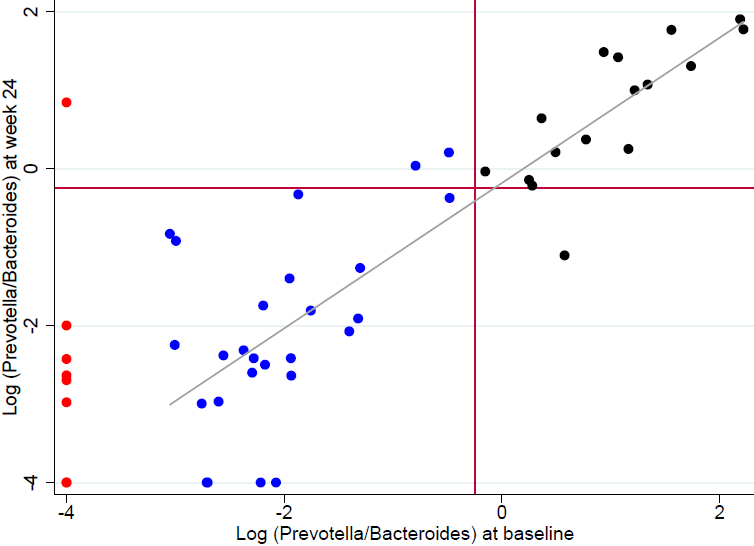 Log (Prevotella/Bacteroides) at week 24
2
0
-2
-4
-4 -2 0 2
Log (Prevotella/Bacteroides) at baseline